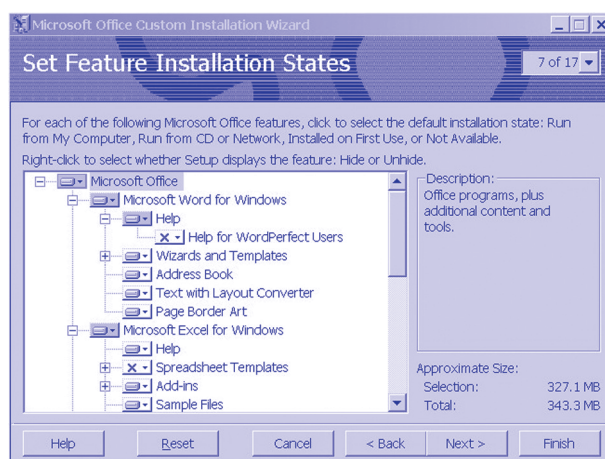 Microsoft Office Custom Installation Wizard
Set Feature Installation States
7 of 17
For each of the following Microsoft Office features, click to select the default installation state: Run
from My Computer, Run from CD or Network, Installed on First Use, or Not Available.
Right-click to select whether Setup displays the feature: Hide or Unhide.
Microsoft Office
Microsoft Word for Windows
Help
Help for WordPerfect Users
Wizards and Templates
Address Book
Text with Layout Converter
Page Border Art
Microsoft Excel for Windows
Help
Spreadsheet Templates
Add-ins
Sample Files
Description:
Office programs, plus
additional content and
tools.
Approximate Size:
Selection: 327.1 MB
Total: 343.3 MB
Help
Reset
Cancel
< Back
Next >
Finish